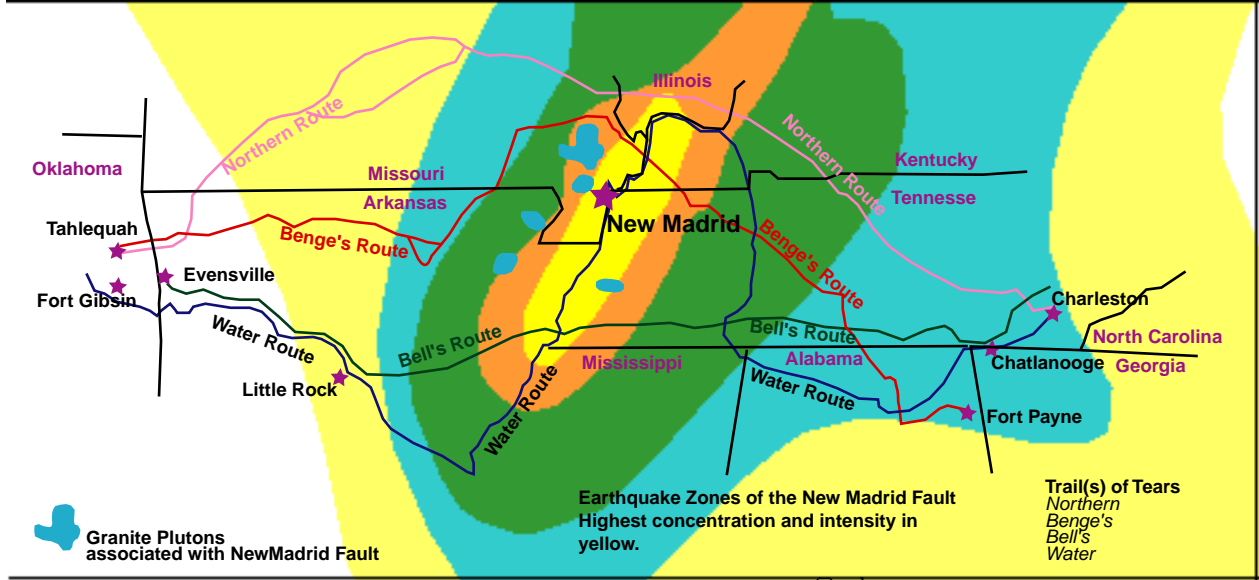 Illinois
Northern Route
Northern Route
Oklahoma
Missouri
Arkansas
Kentucky
Tennesse
Tahlequah
New Madrid
Benge's Route
Benge's Route
Evensville
Fort Gibsin
Charleston
Water Route
Bell's Route
Bell's Route
North Carolina
Mississippi
Alabama
Chatlanooge
Georgia
Little Rock
Water Route
Water Route
Fort Payne
Granite Plutons
associated with NewMadrid Fault
Earthquake Zones of the New Madrid Fault
Highest concentration and intensity in
yellow.
Trail(s) of Tears
Northern
Benge's
Bell's
Water